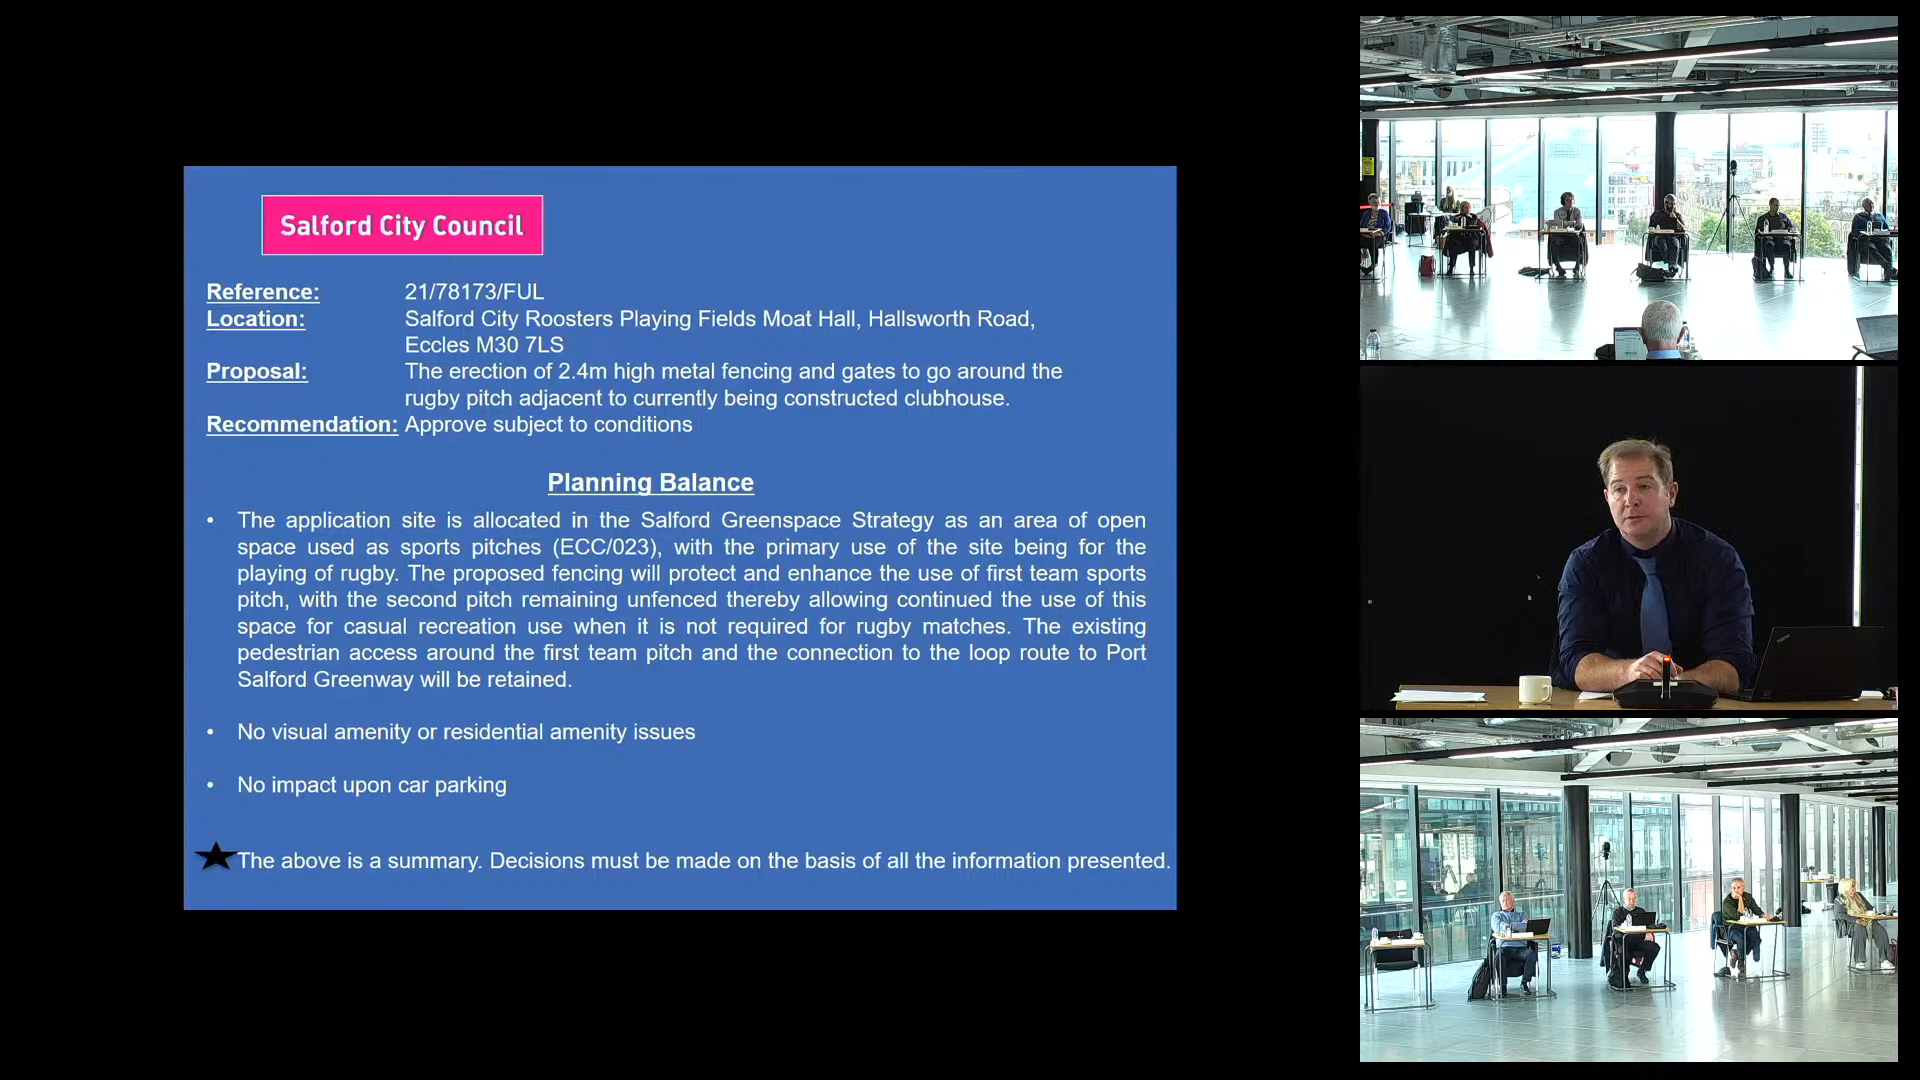 Salford City Council
Reference: 21/78173/FUL
Location: Salford City Roosters Playing Fields Moat Hall, Hallsworth Road,
Eccles M30 7LS
Proposal: The erection of 2.4m high metal fencing and gates to go around the
rugby pitch adjacent to currently being constructed clubhouse.
Recommendation: Approve subject to conditions
Planning Balance
• The application site is allocated in the Salford Greenspace Strategy as an area of open
space used as sports pitches (ECC/023), with the primary use of the site being for the
playing of rugby. The proposed fencing will protect and enhance the use of first team sports
pitch, with the second pitch remaining unfenced thereby allowing continued the use of this
space for casual recreation use when it is not required for rugby matches. The existing
pedestrian access around the first team pitch and the connection to the loop route to Port
Salford Greenway will be retained.
• No visual amenity or residential amenity issues
• No impact upon car parking
The above is a summary. Decisions must be made on the basis of all the information presented.